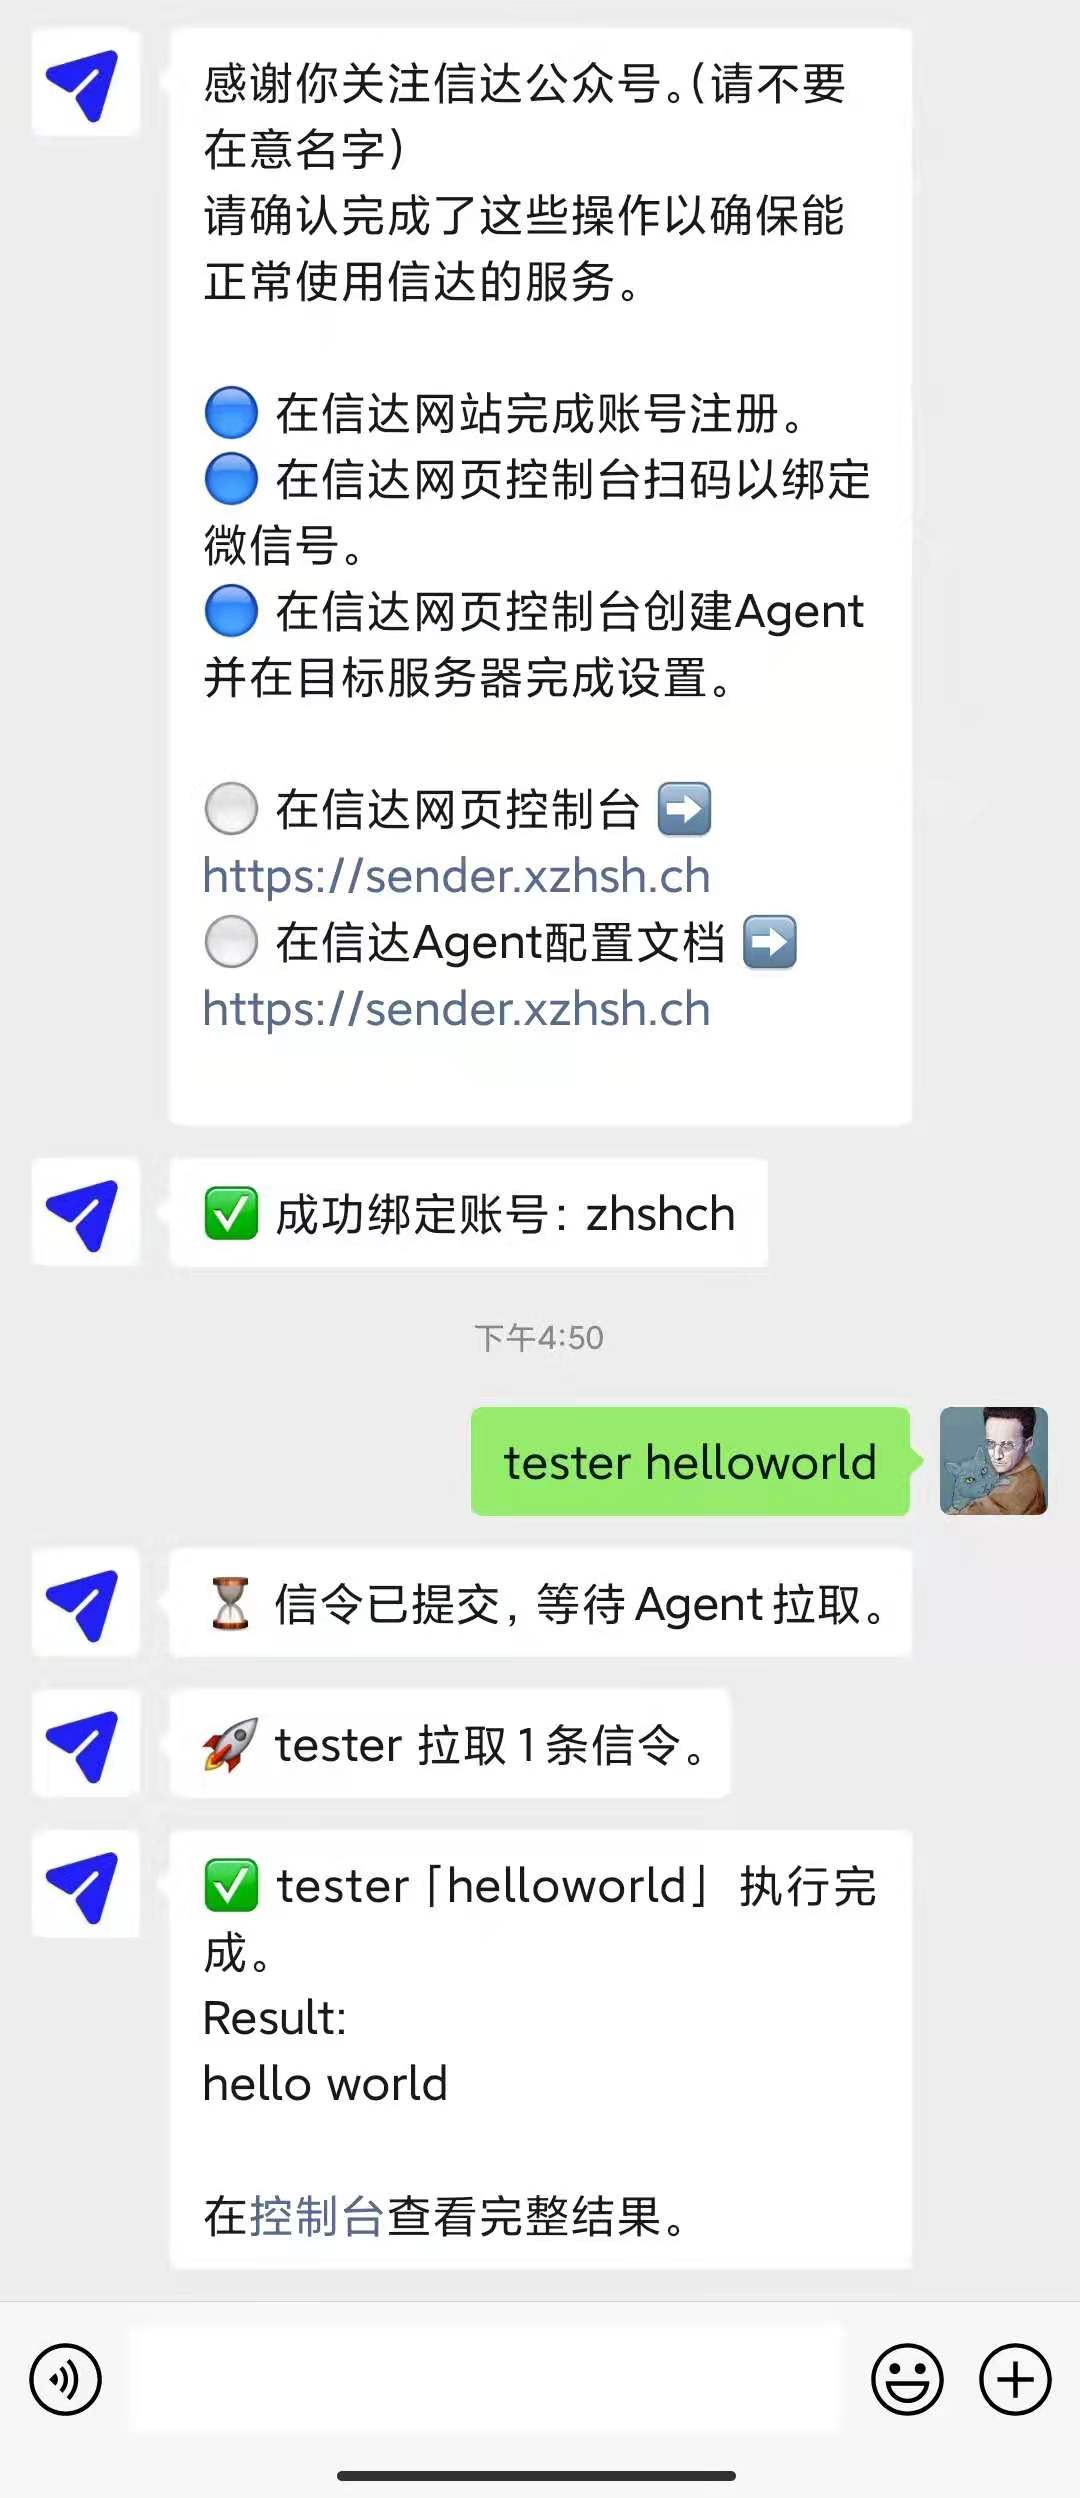 感谢你关注信达公众号。（请不要
在意名字）
请确认完成了这些操作以确保能
正常使用信达的服务。
🔵 在信达网站完成账号注册。
🔵 在信达网页控制台扫码以绑定
微信号。
🔵 在信达网页控制台创建Agent
并在目标服务器完成设置。
⚪ 在信达网页控制台 ➡️
https://sender.xzhsh.ch
⚪ 在信达Agent配置文档 ➡️
https://sender.xzhsh.ch
✅ 成功绑定账号：zhshch
下午4:50
tester helloworld
⏳ 信令已提交，等待 Agent 拉取。
🚀 tester 拉取 1 条信令。
✅ tester「helloworld」执行完
成。
Result:
hello world
在控制台查看完整结果。